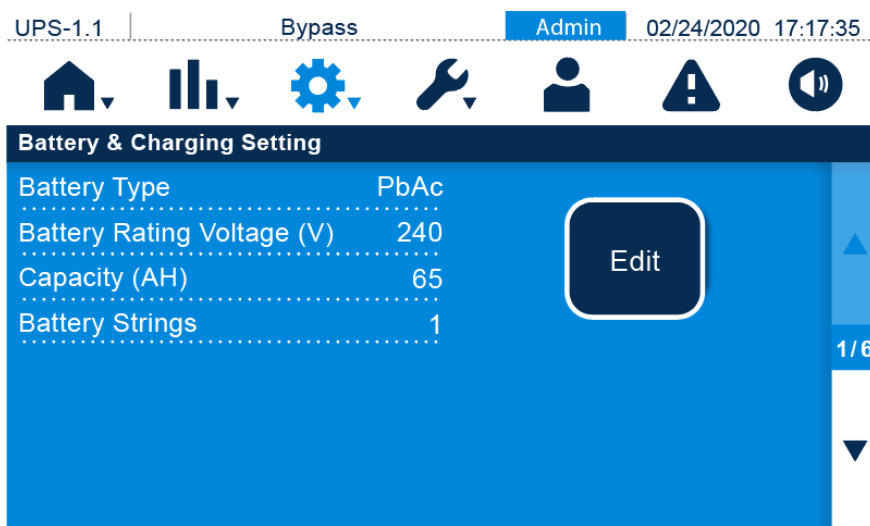 UPS-1.1 Bypass Admin 02/24/2020 17:17:35
Battery & Charging Setting
Battery Type PbAc
Battery Rating Voltage (V) 240
Edit
Capacity (AH) 65
Battery Strings 1
1/6